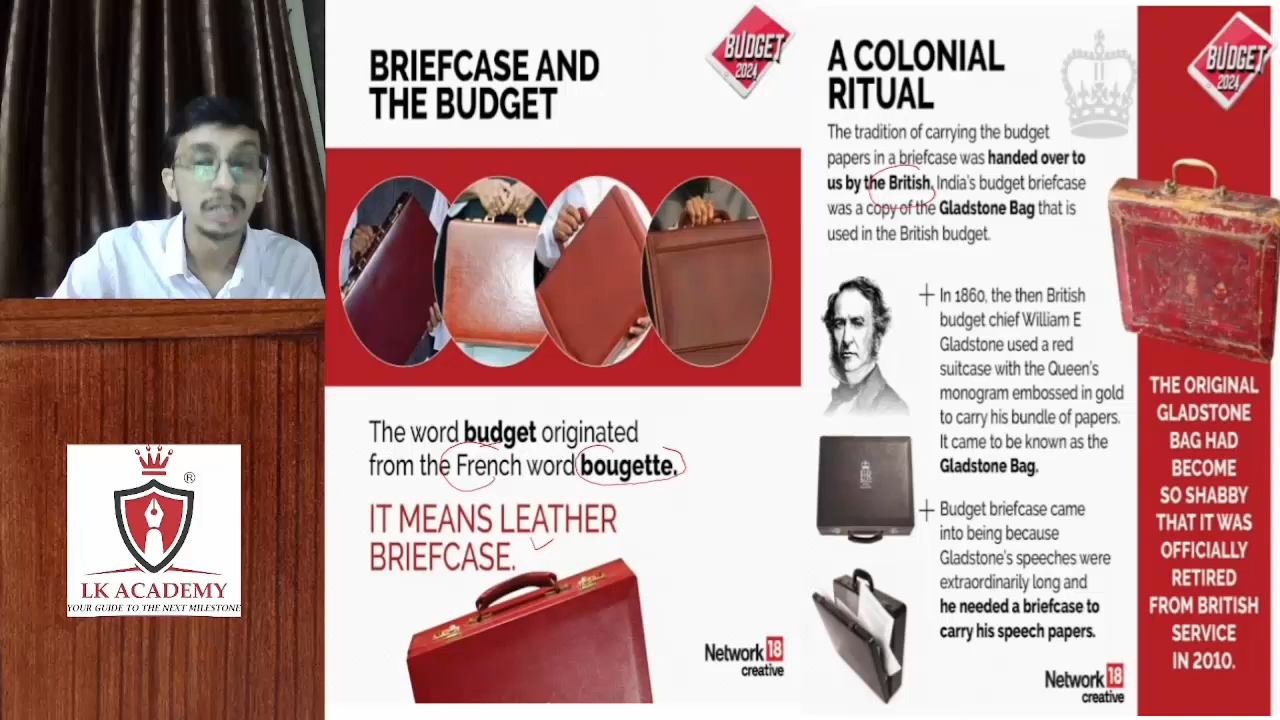 LK ACADEMY
YOUR GUIDE TO THE NEXT MILESTONE
®
BRIEFCASE AND
THE BUDGET
BUDGET
2024
The word budget originated
from the French word bougette.
IT MEANS LEATHER
BRIEFCASE.
Network 18
creative
A COLONIAL
RITUAL
The tradition of carrying the budget
papers in a briefcase was handed over to
us by the British. India's budget briefcase
was a copy of the Gladstone Bag that is
used in the British budget.
In 1860, the then British
budget chief William E
Gladstone used a red
suitcase with the Queen's
monogram embossed in gold
to carry his bundle of papers.
It came to be known as the
Gladstone Bag.
Budget briefcase came
into being because
Gladstone's speeches were
extraordinarily long and
he needed a briefcase to
carry his speech papers.
Network 18
creative
BUDGET
2024
THE ORIGINAL
GLADSTONE
BAG HAD
BECOME
SO SHABBY
THAT IT WAS
OFFICIALLY
RETIRED
FROM BRITISH
SERVICE
IN 2010.